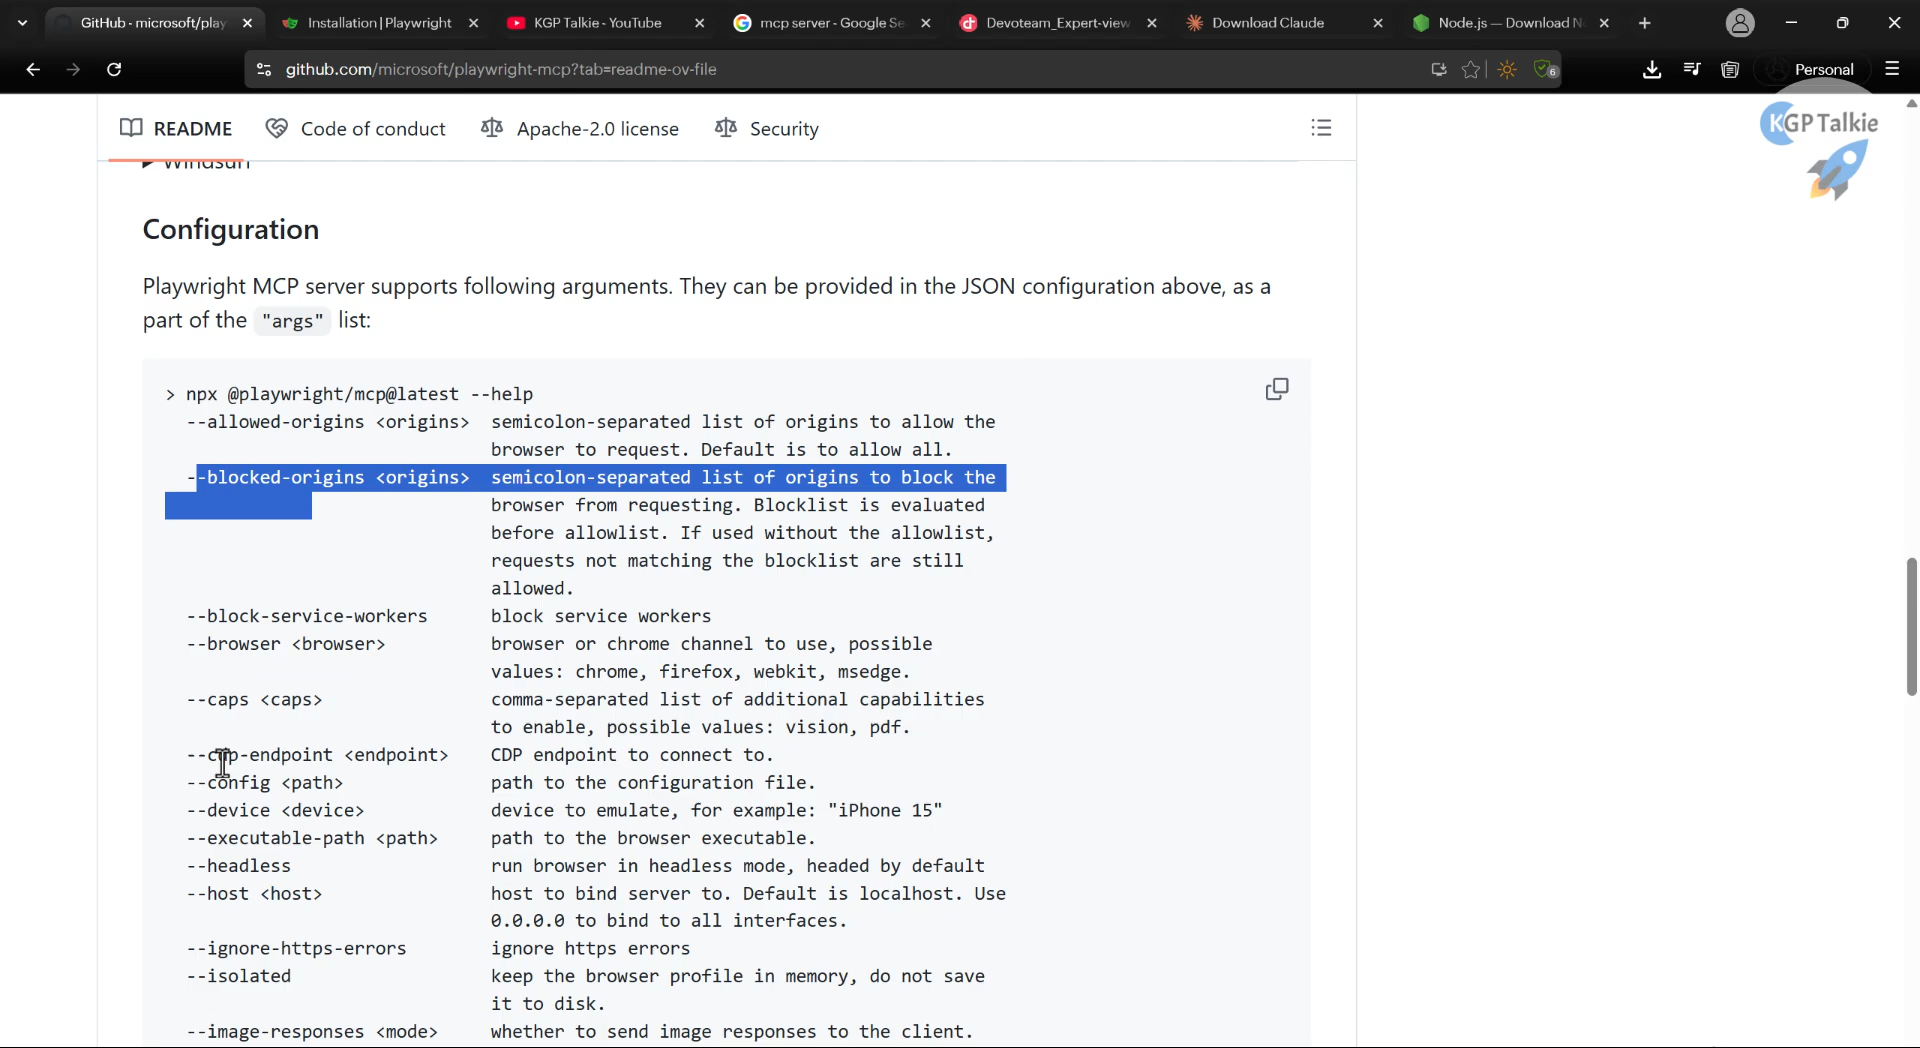 GitHub - microsoft/play
Installation | Playwright
KGP Talkie - YouTube
mcp server - Google Se
Devoteam_Expert-view
Download Claude
Node.js — Download N
github.com/microsoft/playwright-mcp?tab=readme-ov-file
6
Personal
KGP Talkie
README
Code of conduct
Apache-2.0 license
Security
Windsurf
Configuration
Playwright MCP server supports following arguments. They can be provided in the JSON configuration above, as a
part of the "args" list:
> npx @playwright/mcp@latest --help
--allowed-origins <origins> semicolon-separated list of origins to allow the
browser to request. Default is to allow all.
--blocked-origins <origins> semicolon-separated list of origins to block the
browser from requesting. Blocklist is evaluated
before allowlist. If used without the allowlist,
requests not matching the blocklist are still
allowed.
--block-service-workers block service workers
--browser <browser> browser or chrome channel to use, possible
values: chrome, firefox, webkit, msedge.
--caps <caps> comma-separated list of additional capabilities
to enable, possible values: vision, pdf.
--cdp-endpoint <endpoint> CDP endpoint to connect to.
--config <path> path to the configuration file.
--device <device> device to emulate, for example: "iPhone 15"
--executable-path <path> path to the browser executable.
--headless run browser in headless mode, headed by default
--host <host> host to bind server to. Default is localhost. Use
0.0.0.0 to bind to all interfaces.
--ignore-https-errors ignore https errors
--isolated keep the browser profile in memory, do not save
it to disk.
--image-responses <mode> whether to send image responses to the client.